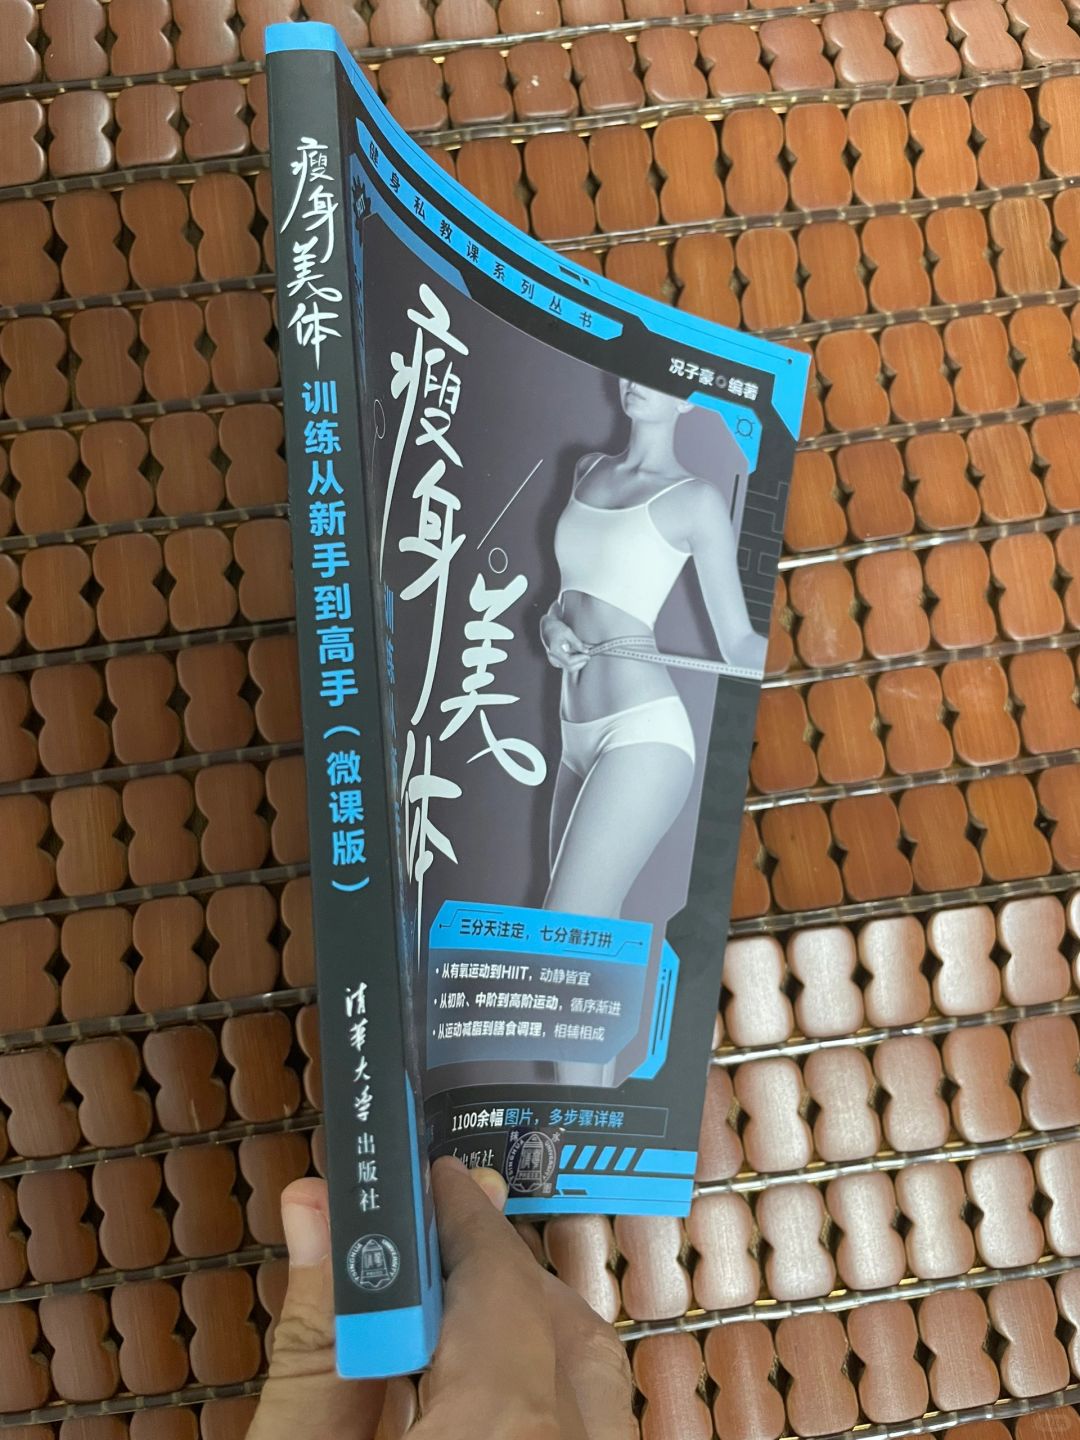 瘦身美体
训练从新手到高手（微课版）
清华大学出版社
TSINGHUA UNIVERSITY
清华
健身私教课系列丛书
况子豪 编著
瘦身美体
三分天注定，七分靠打拼
• 从有氧运动到HIIT，动静皆宜
• 从初阶、中阶到高阶运动，循序渐进
• 从运动减脂到膳食调理，相辅相成
1100余幅图片，多步骤详解
出版社